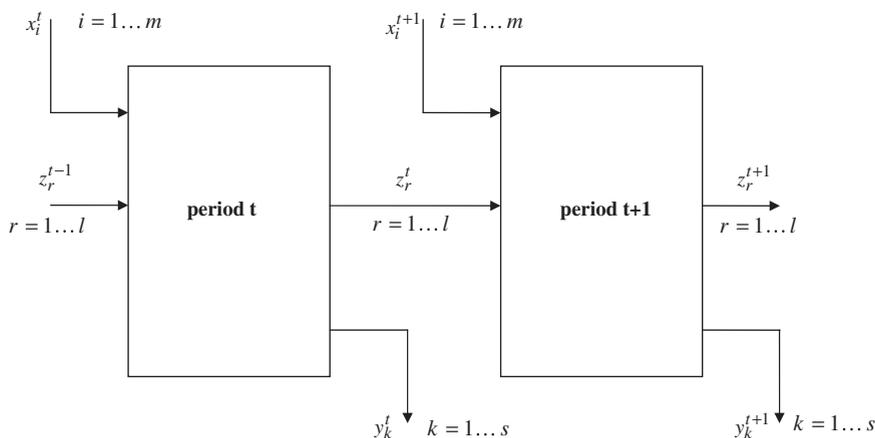 x_i^t i = 1…m
x_i^{t+1} i = 1…m
z_r^{t−1}
r = 1…l
period t
z_r^t
r = 1…l
period t+1
z_r^{t+1}
r = 1…l
y_k^t k = 1…s
y_k^{t+1} k = 1…s